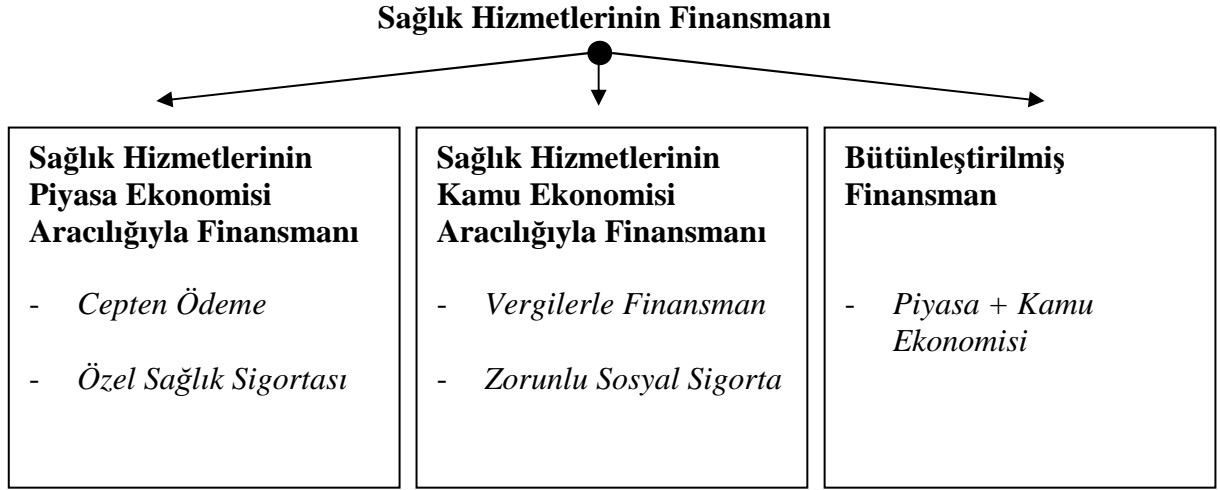 Sağlık Hizmetlerinin Finansmanı
Sağlık Hizmetlerinin
Piyasa Ekonomisi
Aracılığıyla Finansmanı
- Cepten Ödeme
- Özel Sağlık Sigortası
Sağlık Hizmetlerinin
Kamu Ekonomisi
Aracılığıyla Finansmanı
- Vergilerle Finansman
- Zorunlu Sosyal Sigorta
Bütünleştirilmiş
Finansman
- Piyasa + Kamu
Ekonomisi